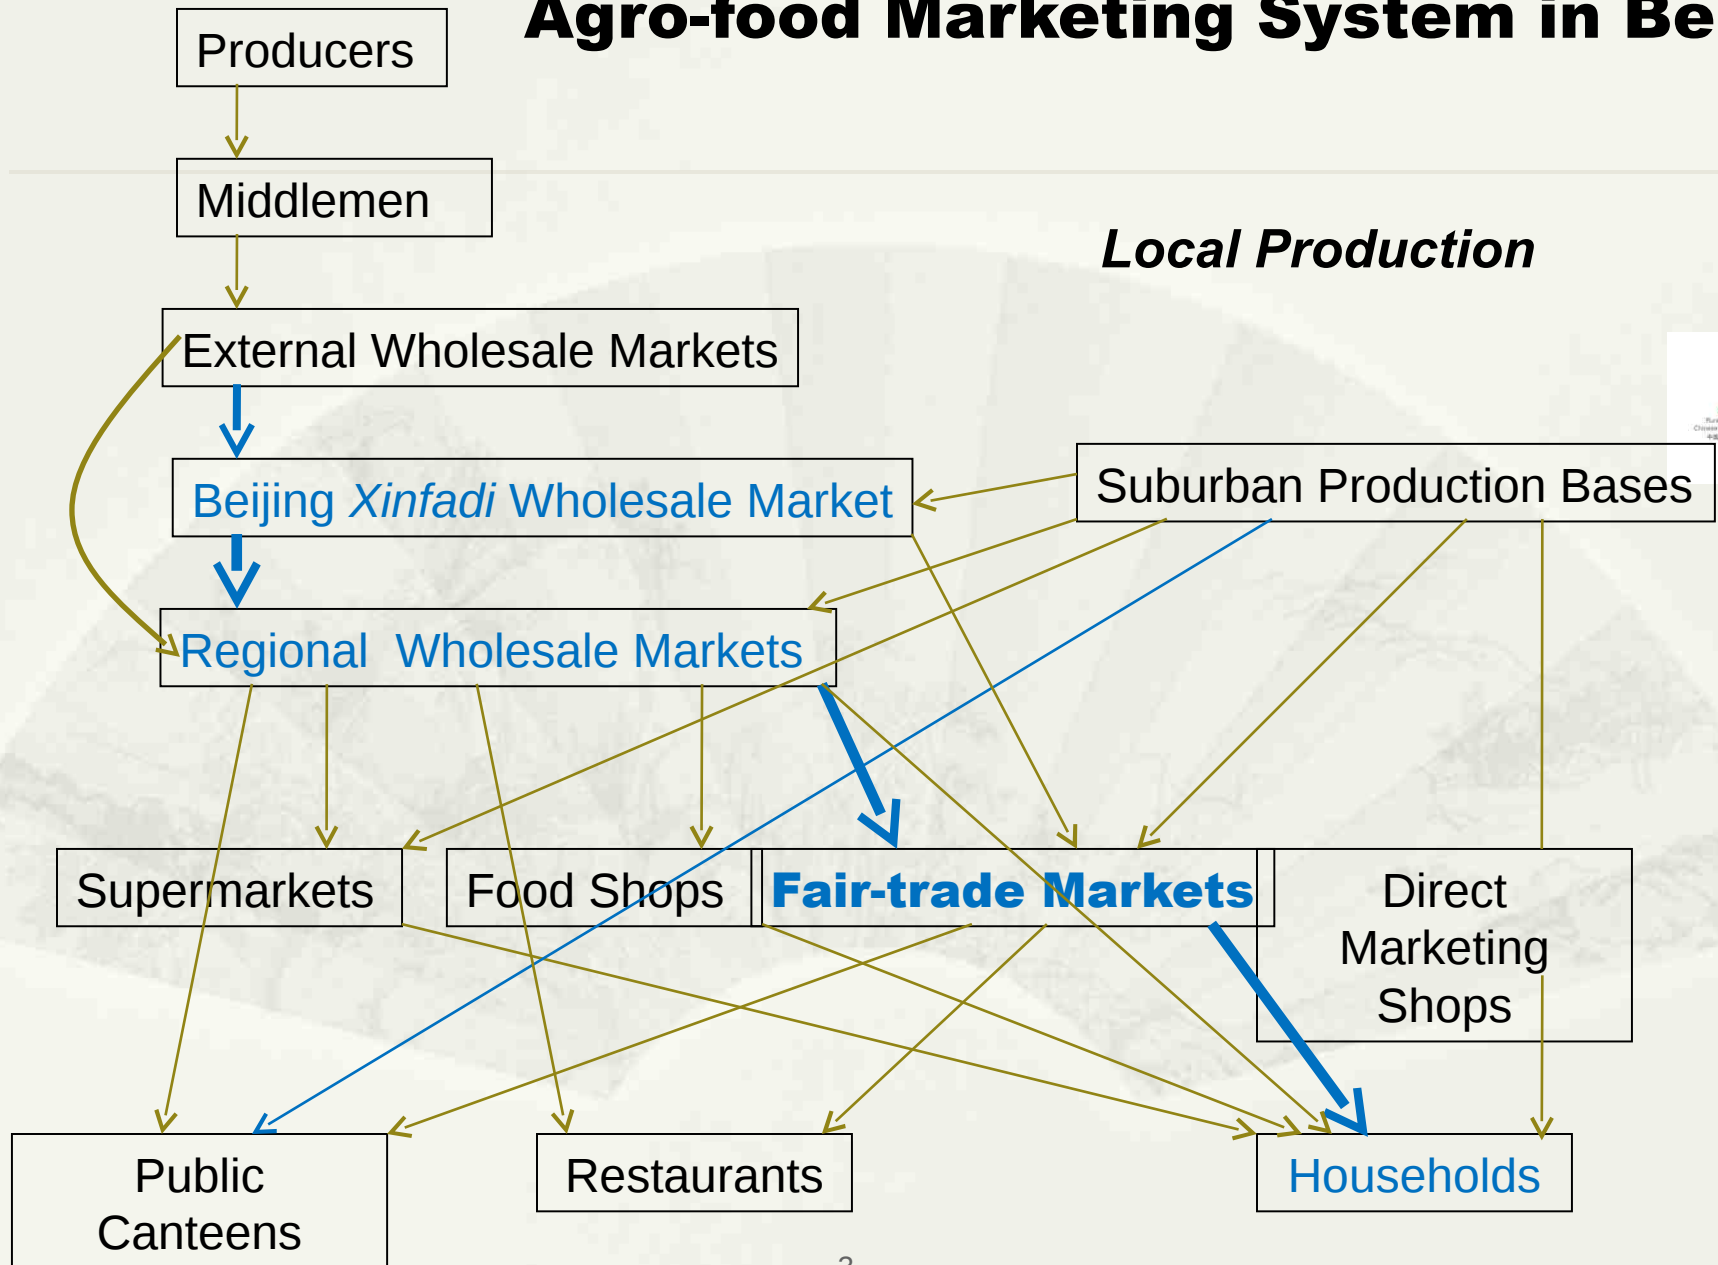 Agro-food Marketing System in Be
Producers
Middlemen
Local Production
External Wholesale Markets
Beijing Xinfadi Wholesale Market
Suburban Production Bases
Regional  Wholesale Markets
Supermarkets
Food Shops
Fair-trade Markets
Direct
Marketing
Shops
Public
Canteens
Restaurants
Households